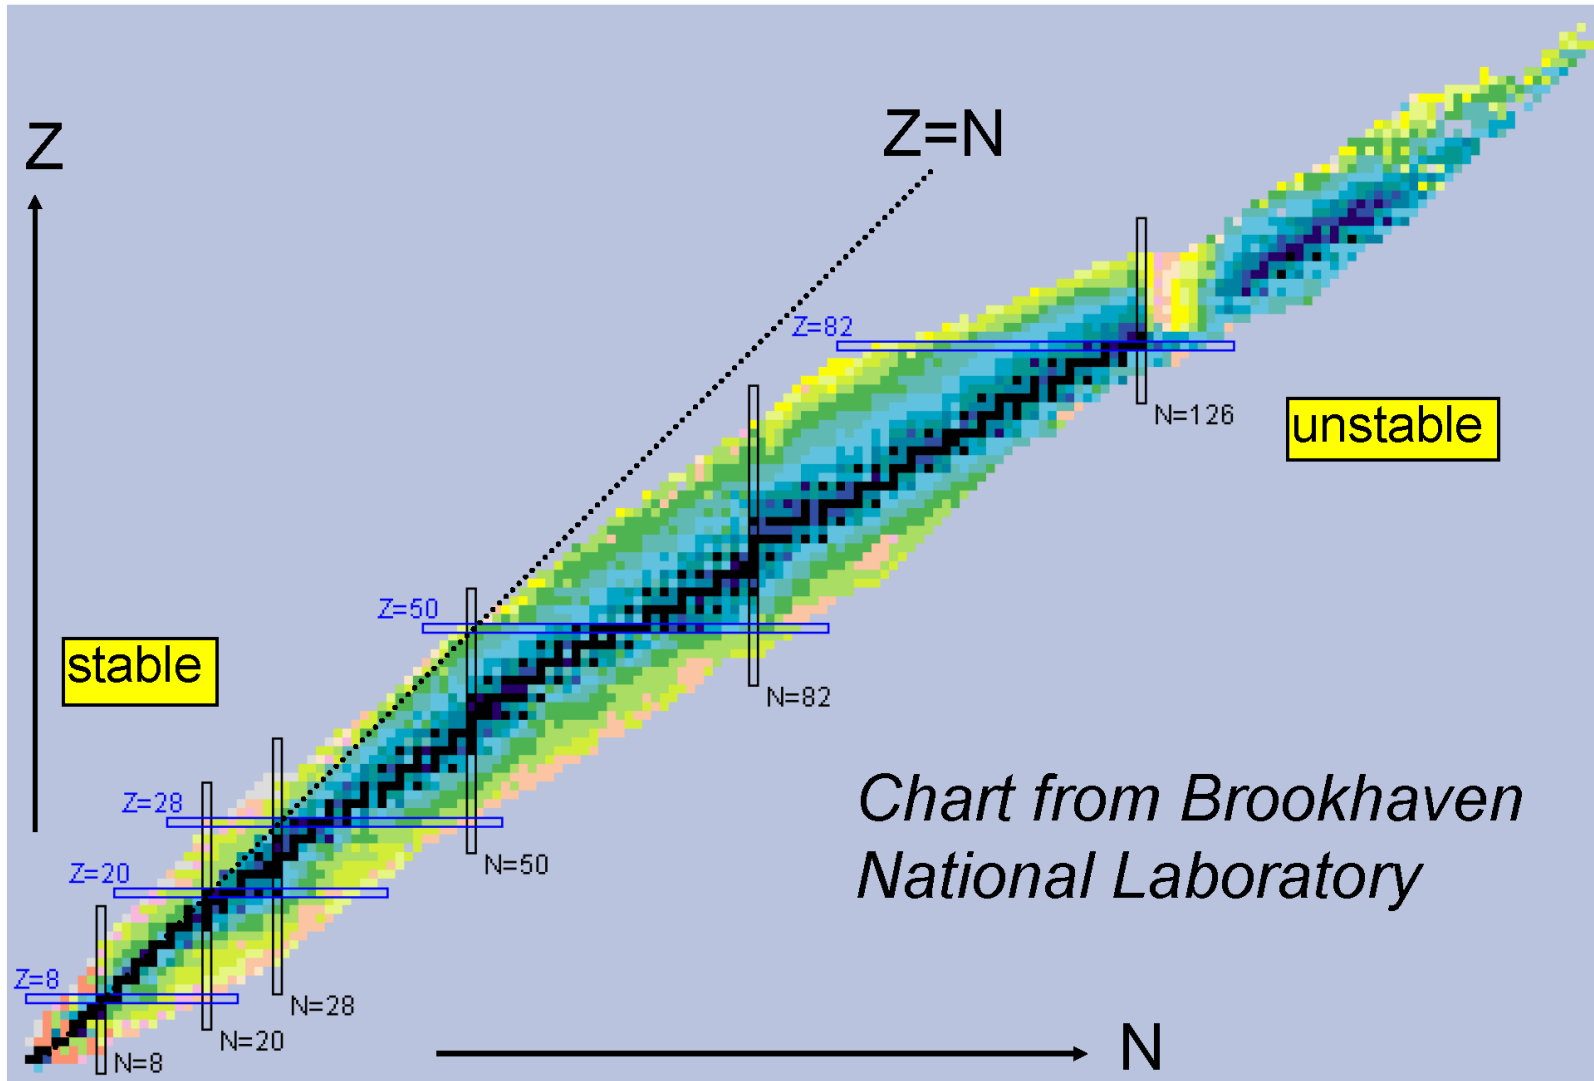 Z
Z=N
Z=82
N=126
unstable
Z=50
stable
N=82
Z=28
N=50
Chart from Brookhaven
National Laboratory
Z=20
Z=8
N=28
N=20
N=8
N